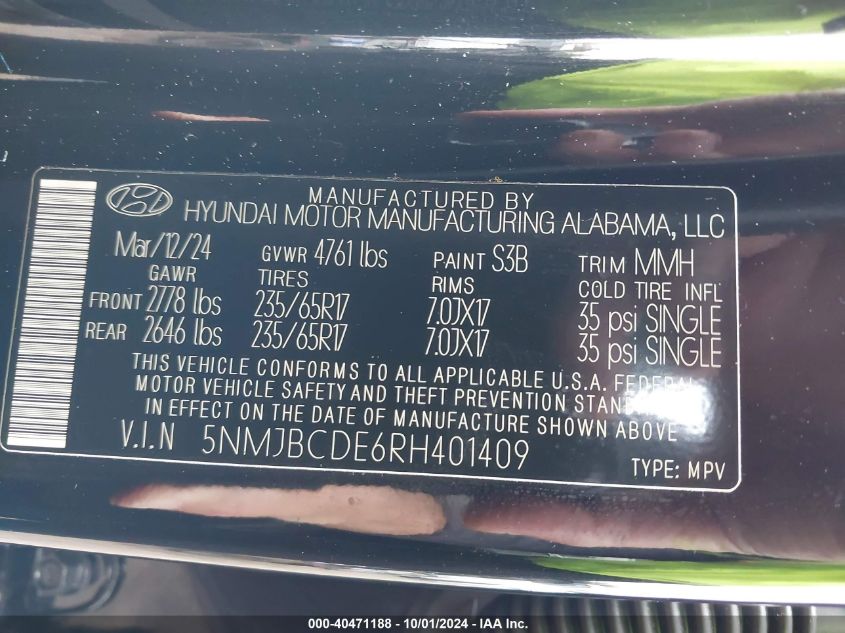 MANUFACTURED BY
HYUNDAI MOTOR MANUFACTURING ALABAMA, LLC
Mar/12/24 GVWR 4761 lbs PAINT S3B TRIM MMH
GAWR TIRES RIMS COLD TIRE INFL
FRONT 2778 lbs 235/65R17 7.0JX17 35 psi SINGLE
REAR 2646 lbs 235/65R17 7.0JX17 35 psi SINGLE
THIS VEHICLE CONFORMS TO ALL APPLICABLE U.S.A. FEDERAL
MOTOR VEHICLE SAFETY AND THEFT PREVENTION
IN EFFECT ON THE DATE OF MANUFACTURE SHOWN ABOVE
V.I.N 5NMJBCDE6RH401409
TYPE: MPV
000-40471188 - 10/01/2024 - IAA Inc.